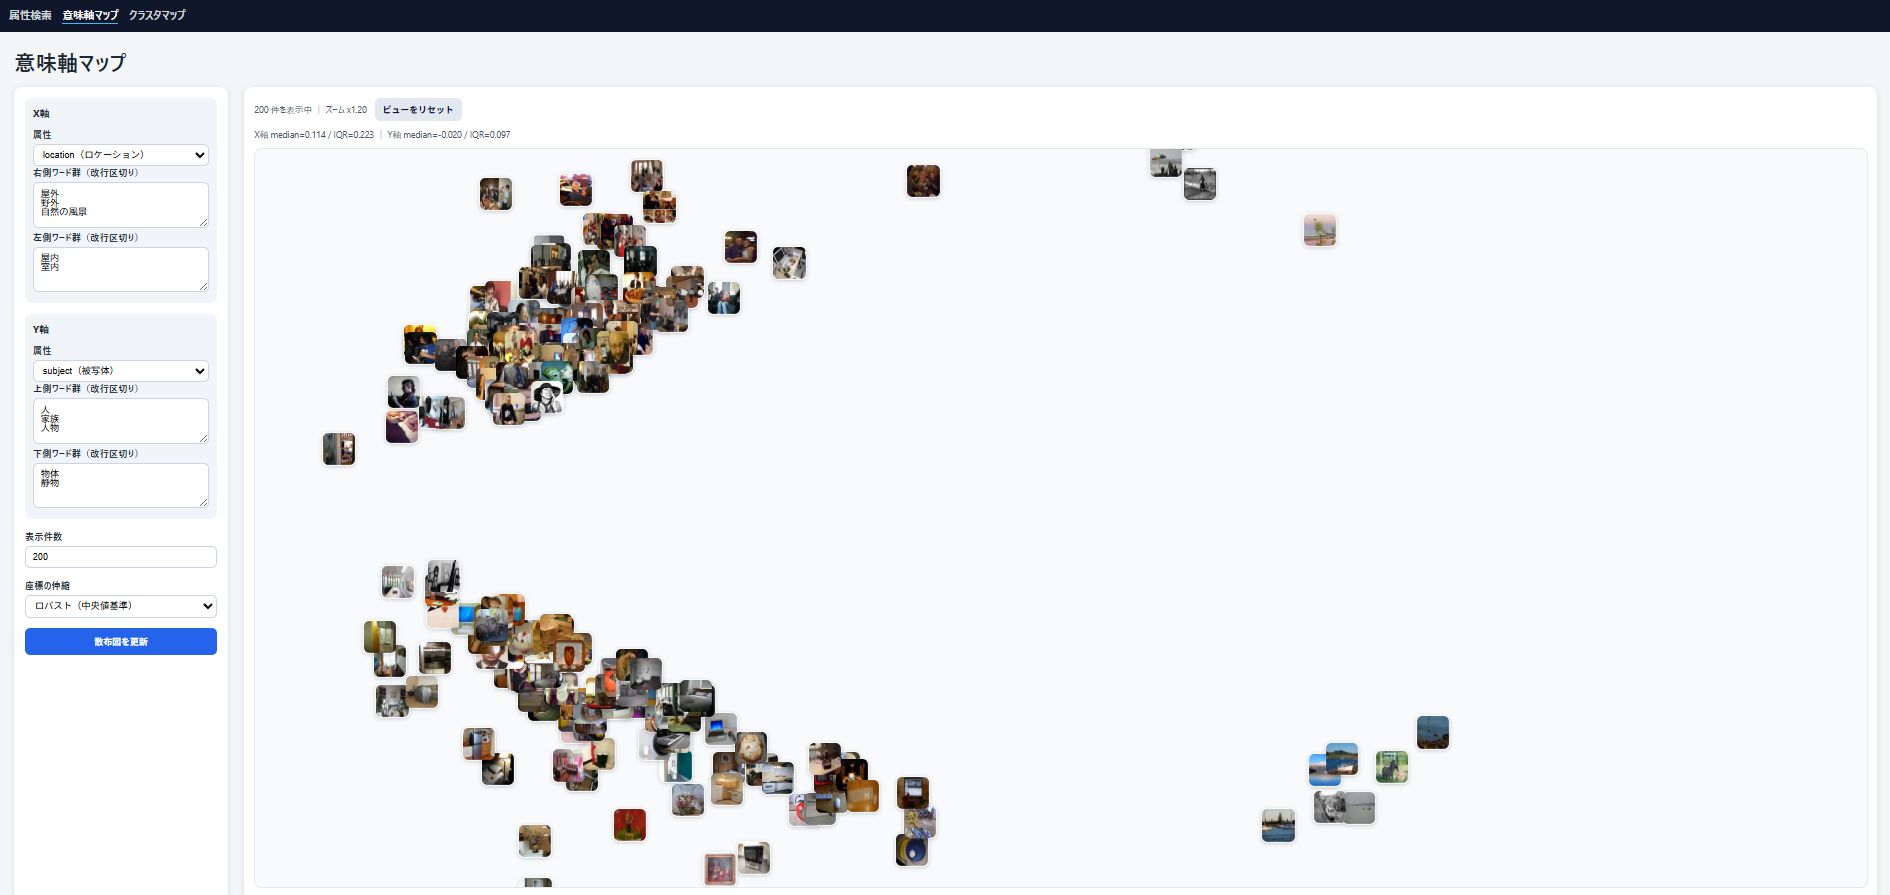 属性検索 意味軸マップ クラスタマップ
意味軸マップ
X軸
属性
location（ロケーション）
右側ワード群（改行区切り）
屋外
野外
自然の風景
左側ワード群（改行区切り）
屋内
室内
Y軸
属性
subject（被写体）
上側ワード群（改行区切り）
人
家族
人物
下側ワード群（改行区切り）
物体
静物
表示件数
200
座標の伸縮
ロバスト（中央値基準）
散布図を更新
200 件を表示中 | ズーム x1.20 ビューをリセット
X軸 median=0.114 / IQR=0.223 | Y軸 median=-0.020 / IQR=0.097